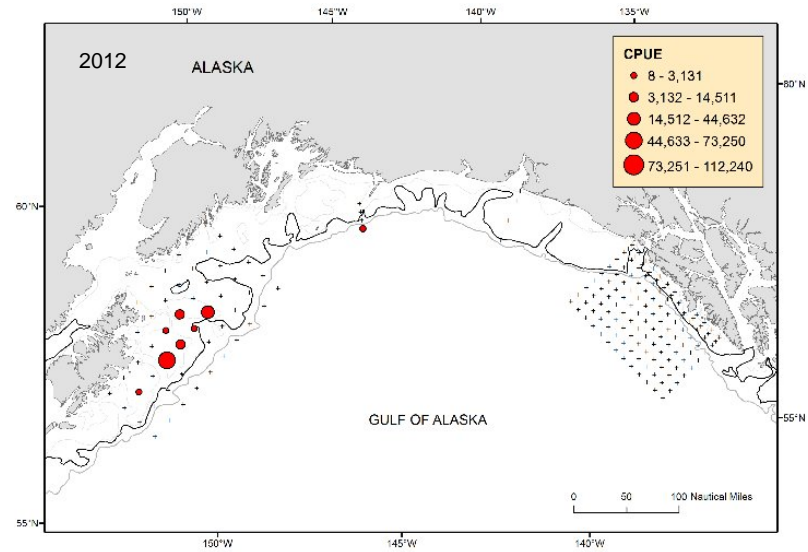 150°W 145°W 140°W 135°W
2012
ALASKA
CPUE
8 - 3,131
3,132 - 14,511
14,512 - 44,632
44,633 - 73,250
73,251 - 112,240
60°N
60°N
GULF OF ALASKA
55°N
0 50 100 Nautical Miles
55°N
150°W 145°W 140°W